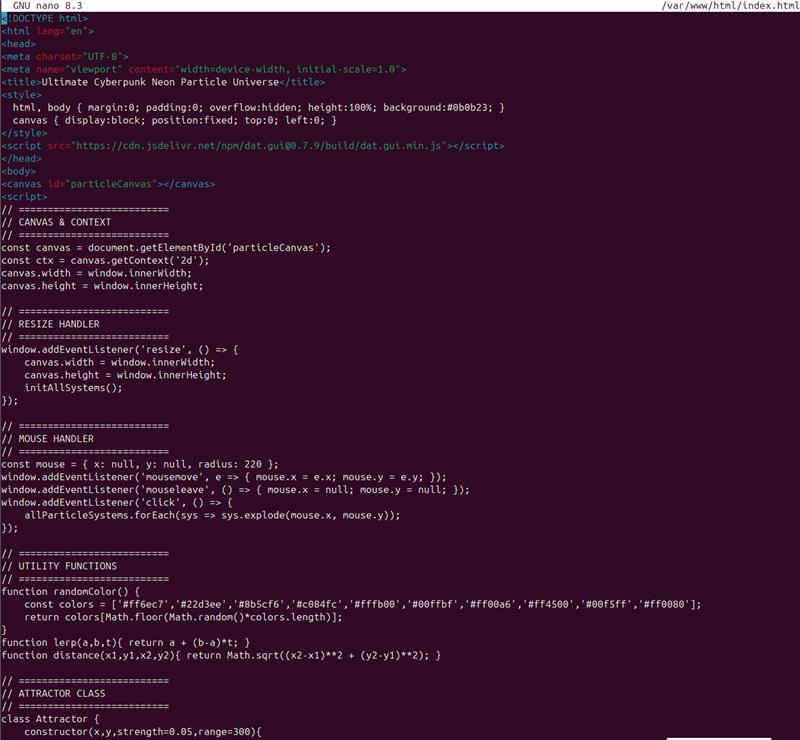 GNU nano 8.3 /var/www/html/index.html
<!DOCTYPE html>
<html lang="en">
<head>
<meta charset="UTF-8">
<meta name="viewport" content="width=device-width, initial-scale=1.0">
<title>Ultimate Cyberpunk Neon Particle Universe</title>
<style>
  html, body { margin:0; padding:0; overflow:hidden; height:100%; background:#0b0b23; }
  canvas { display:block; position:fixed; top:0; left:0; }
</style>
<script src="https://cdn.jsdelivr.net/npm/dat.gui@0.7.9/build/dat.gui.min.js"></script>
</head>
<body>
<canvas id="particleCanvas"></canvas>
<script>
// ==========================
// CANVAS & CONTEXT
// ==========================
const canvas = document.getElementById('particleCanvas');
const ctx = canvas.getContext('2d');
canvas.width = window.innerWidth;
canvas.height = window.innerHeight;

// ==========================
// RESIZE HANDLER
// ==========================
window.addEventListener('resize', () => {
    canvas.width = window.innerWidth;
    canvas.height = window.innerHeight;
    initAllSystems();
});

// ==========================
// MOUSE HANDLER
// ==========================
const mouse = { x: null, y: null, radius: 220 };
window.addEventListener('mousemove', e => { mouse.x = e.x; mouse.y = e.y; });
window.addEventListener('mouseleave', () => { mouse.x = null; mouse.y = null; });
window.addEventListener('click', () => {
    allParticleSystems.forEach(sys => sys.explode(mouse.x, mouse.y));
});

// ==========================
// UTILITY FUNCTIONS
// ==========================
function randomColor() {
    const colors = ['#ff6ec7','#22d3ee','#8b5cf6','#c084fc','#fffb00','#00ffbf','#ff00a6','#ff4500','#00f5ff','#ff0080'];
    return colors[Math.floor(Math.random()*colors.length)];
}
function lerp(a,b,t){ return a + (b-a)*t; }
function distance(x1,y1,x2,y2){ return Math.sqrt((x2-x1)**2 + (y2-y1)**2); }

// ==========================
// ATTRACTOR CLASS
// ==========================
class Attractor {
    constructor(x,y,strength=0.05,range=300){